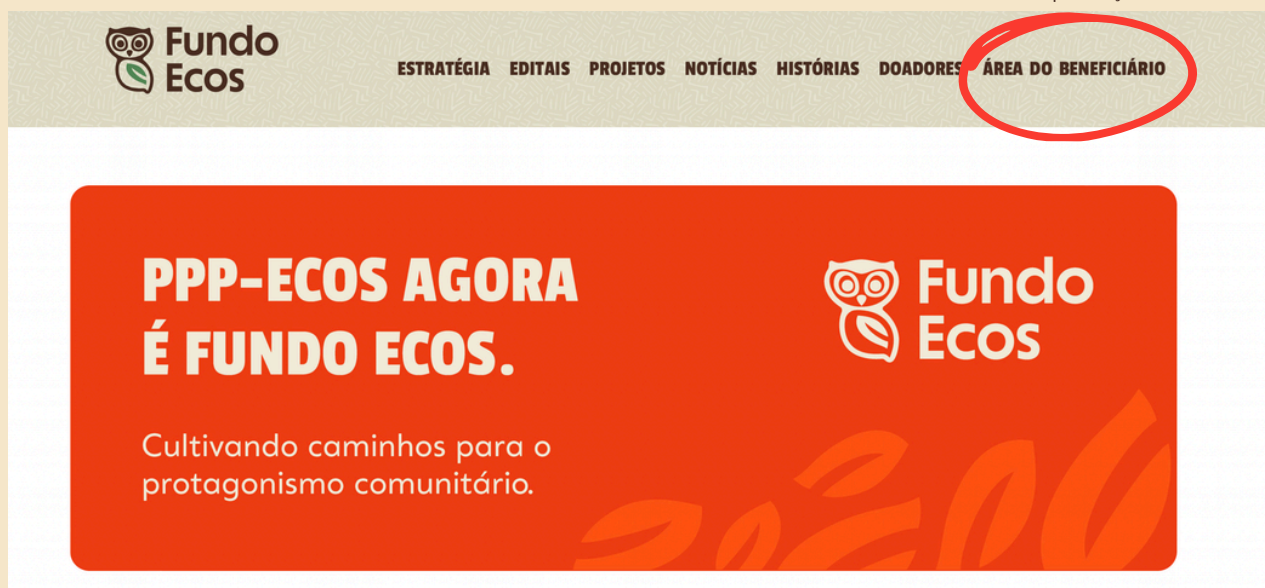 Fundo
Ecos
ESTRATÉGIA EDITAIS PROJETOS NOTÍCIAS HISTÓRIAS DOADORES ÁREA DO BENEFICIÁRIO
PPP-ECOS AGORA
É FUNDO ECOS.
Fundo
Ecos
Cultivando caminhos para o
protagonismo comunitário.